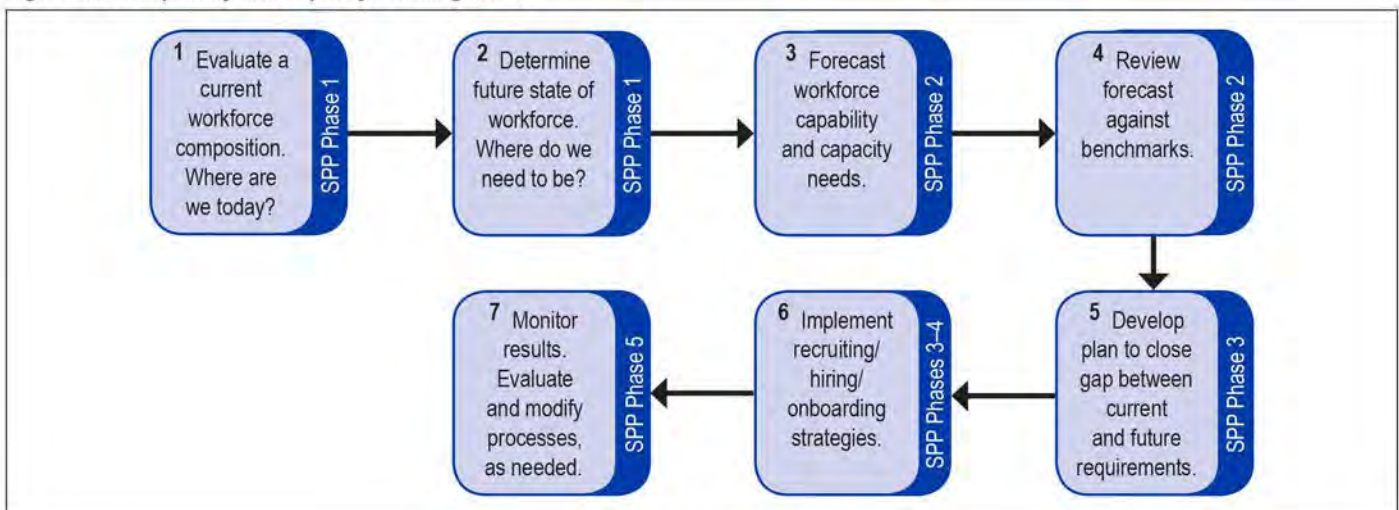 1 Evaluate a
current
workforce
composition.
Where are
we today?
SPP Phase 1
2 Determine
future state of
workforce.
Where do we
need to be?
SPP Phase 1
3 Forecast
workforce
capability
and capacity
needs.
SPP Phase 2
4 Review
forecast
against
benchmarks.
SPP Phase 2
5 Develop
plan to close
gap between
current
and future
requirements.
SPP Phase 3
6 Implement
recruiting/
hiring/
onboarding
strategies.
SPP Phases 3–4
7 Monitor
results.
Evaluate
and modify
processes,
as needed.
SPP Phase 5